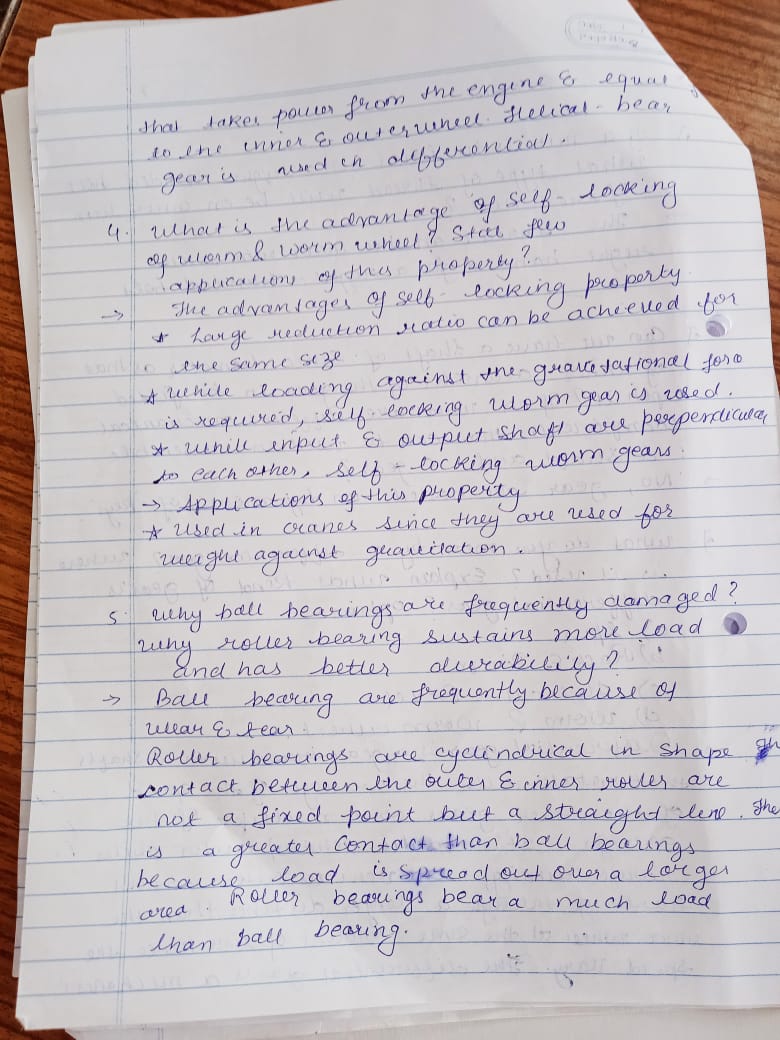 that takes power from the engine & equal
to the inner & outerwheel. Helical- bear
gear is used in differential.
4. What is the advantage of self- locking
of worm & worm wheel? State few
applications of this property?
→ The advantages of self- locking property
* Large reduction ratio can be acheeved for
the same size
* While loading against the gravitational force
is required, self-locking worm gear is used.
* While input & output shaft are perpendicular
to each other, self-locking worm gears.
→ Applications of this property
* Used in cranes since they are used for
weight against gravitation.
5. Why ball bearings are frequently damaged?
Why roller bearing sustains more load
and has better durability?
→ Ball bearing are frequently because of
wear & tear
Roller bearings are cyclindrical in shape
contact between the outer & inner roller are
not a fixed point but a straight line. The
is a greater contact than ball bearings
because load is spread out over a larger
area. Roller bearings bear a much load
than ball bearing.